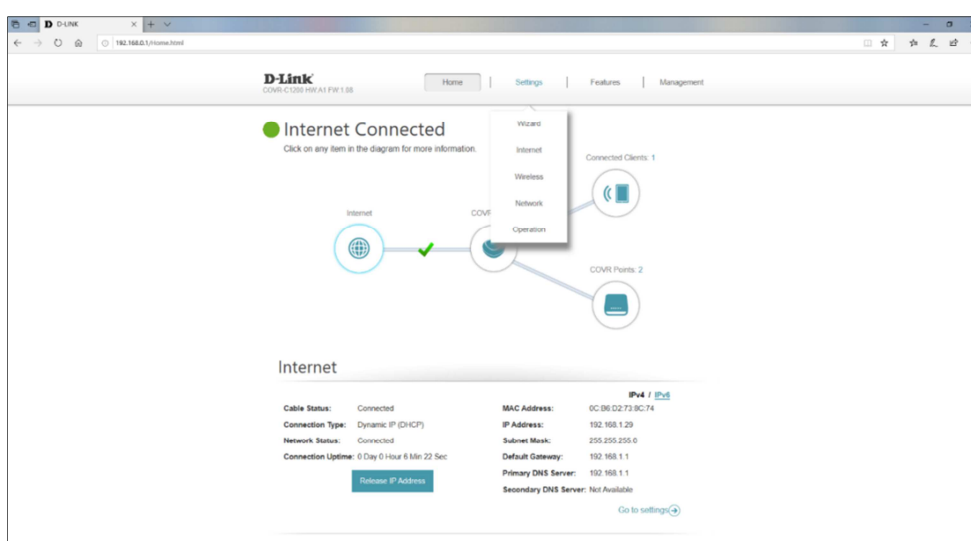 D-LINK
192.168.0.1/Home.html
D-Link
COVR-C1200 HW:A1 FW:1.08
Home | Settings | Features | Management
Internet Connected
Click on any item in the diagram for more information.
Wizard
Internet
Wireless
Network
Operation
Connected Clients: 1
Internet
COVR
COVR Points: 2
Internet
IPv4 / IPv6
Cable Status: Connected
MAC Address: 0C:B6:D2:73:8C:74
Connection Type: Dynamic IP (DHCP)
IP Address: 192.168.1.29
Network Status: Connected
Subnet Mask: 255.255.255.0
Connection Uptime: 0 Day 0 Hour 6 Min 22 Sec
Default Gateway: 192.168.1.1
Primary DNS Server: 192.168.1.1
Release IP Address
Secondary DNS Server: Not Available
Go to settings